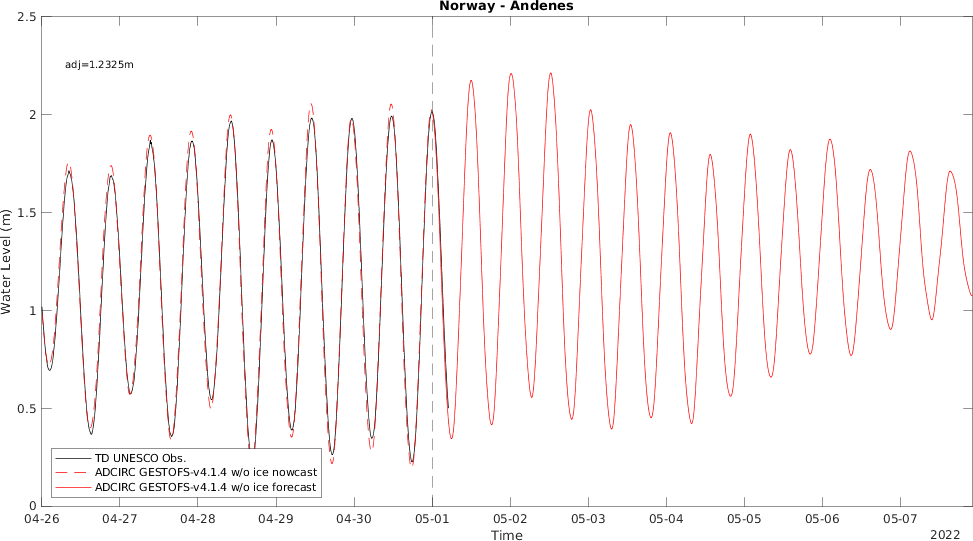 Norway - Andenes
adj=1.2325m
Water Level (m)
2.5
2
1.5
1
0.5
0
TD UNESCO Obs.
ADCIRC GESTOFS-v4.1.4 w/o ice nowcast
ADCIRC GESTOFS-v4.1.4 w/o ice forecast
04-26 04-27 04-28 04-29 04-30 05-01 05-02 05-03 05-04 05-05 05-06 05-07
Time
2022